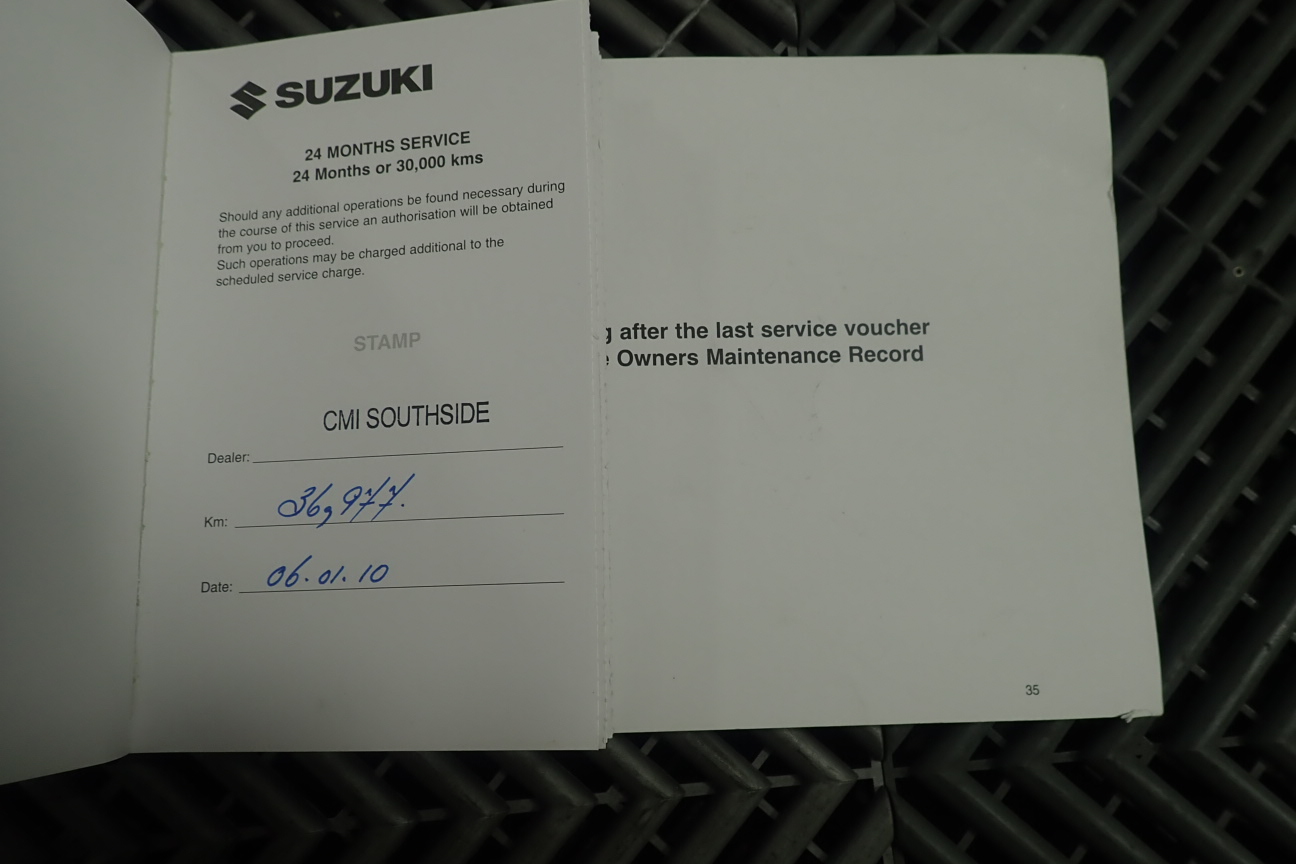 SUZUKI
24 MONTHS SERVICE
24 Months or 30,000 kms
Should any additional operations be found necessary during
the course of this service an authorisation will be obtained
from you to proceed.
Such operations may be charged additional to the
scheduled service charge.
STAMP
CMI SOUTHSIDE
Dealer:
Km: 36,977.
Date: 06.01.10
g after the last service voucher
Owners Maintenance Record
35